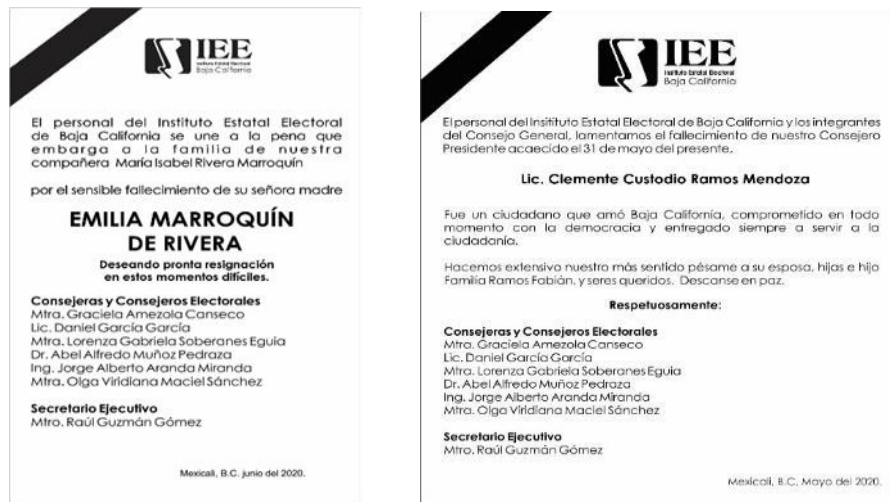 IEE
Instituto Estatal Electoral
Baja California
El personal del Instituto Estatal Electoral
de Baja California se une a la pena que
embarga a la familia de nuestra
compañera María Isabel Rivera Marroquín
por el sensible fallecimiento de su señora madre
EMILIA MARROQUÍN
DE RIVERA
Deseando pronta resignación
en estos momentos difíciles.
Consejeras y Consejeros Electorales
Mtra. Graciela Amezola Canseco
Lic. Daniel García García
Mtra. Lorenza Gabriela Soberanes Eguia
Dr. Abel Alfredo Muñoz Pedraza
Ing. Jorge Alberto Aranda Miranda
Mtra. Olga Viridiana Maciel Sánchez
Secretario Ejecutivo
Mtro. Raúl Guzmán Gómez
Mexicali, B.C. junio del 2020.
IEE
Instituto Estatal Electoral
Baja California
El personal del Insitituto Estatal Electoral de Baja California y los integrantes
del Consejo General, lamentamos el fallecimiento de nuestro Consejero
Presidente acaecido el 31 de mayo del presente.
Lic. Clemente Custodio Ramos Mendoza
Fue un ciudadano que amó Baja California, comprometido en todo
momento con la democracia y entregado siempre a servir a la
ciudadanía.
Hacemos extensivo nuestro más sentido pésame a su esposa, hijas e hijo
Familia Ramos Fabián, y seres queridos. Descanse en paz.
Respetuosamente:
Consejeras y Consejeros Electorales
Mtra. Graciela Amezola Canseco
Lic. Daniel García García
Mtra. Lorenza Gabriela Soberanes Eguia
Dr. Abel Alfredo Muñoz Pedraza
Ing. Jorge Alberto Aranda Miranda
Mtra. Olga Viridiana Maciel Sánchez
Secretario Ejecutivo
Mtro. Raúl Guzmán Gómez
Mexicali, B.C. Mayo del 2020.